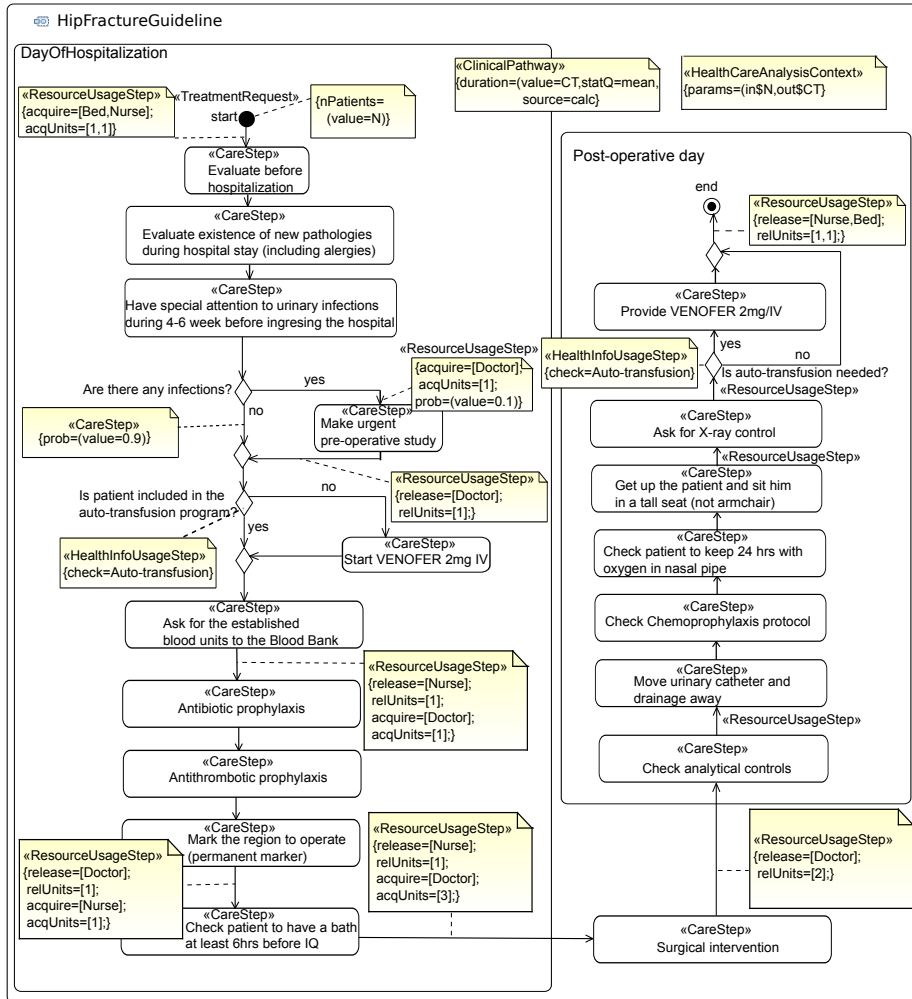 HipFractureGuideline
DayOfHospitalization
«ResourceUsageStep»
{acquire=[Bed,Nurse];
acqUnits=[1,1]}
«TreatmentRequest»
start
{nPatients=
(value=N)}
«ClinicalPathway»
{duration=(value=CT,statQ=mean,
source=calc}
«HealthCareAnalysisContext»
{params=(in$N,out$CT}
«CareStep»
Evaluate before
hospitalization
«CareStep»
Evaluate existence of new pathologies
during hospital stay (including alergies)
«CareStep»
Have special attention to urinary infections
during 4-6 week before ingresing the hospital
Are there any infections?
yes
no
«ResourceUsageStep»
{acquire=[Doctor];
acqUnits=[1];
prob=(value=0.1)}
«CareStep»
{prob=(value=0.9)}
«CareStep»
Make urgent
pre-operative study
«ResourceUsageStep»
{release=[Doctor];
relUnits=[1];}
Is patient included in the
auto-transfusion program?
no
yes
«HealthInfoUsageStep»
{check=Auto-transfusion}
«CareStep»
Start VENOFER 2mg IV
«CareStep»
Ask for the established
blood units to the Blood Bank
«ResourceUsageStep»
{release=[Nurse];
relUnits=[1];
acquire=[Doctor];
acqUnits=[1];}
«CareStep»
Antibiotic prophylaxis
«CareStep»
Antithrombotic prophylaxis
«CareStep»
Mark the region to operate
(permanent marker)
«ResourceUsageStep»
{release=[Doctor];
relUnits=[1];
acquire=[Nurse];
acqUnits=[1];}
«ResourceUsageStep»
{release=[Nurse];
relUnits=[1];
acquire=[Doctor];
acqUnits=[3];}
«CareStep»
Check patient to have a bath
at least 6hrs before IQ
«CareStep»
Surgical intervention
«ResourceUsageStep»
{release=[Doctor];
relUnits=[2];}
Post-operative day
end
«ResourceUsageStep»
{release=[Nurse,Bed];
relUnits=[1,1];}
«CareStep»
Provide VENOFER 2mg/IV
yes
no
«HealthInfoUsageStep»
{check=Auto-transfusion}
Is auto-transfusion needed?
«ResourceUsageStep»
«CareStep»
Ask for X-ray control
«ResourceUsageStep»
«CareStep»
Get up the patient and sit him
in a tall seat (not armchair)
«CareStep»
Check patient to keep 24 hrs with
oxygen in nasal pipe
«CareStep»
Check Chemoprophylaxis protocol
«CareStep»
Move urinary catheter and
drainage away
«ResourceUsageStep»
«CareStep»
Check analytical controls